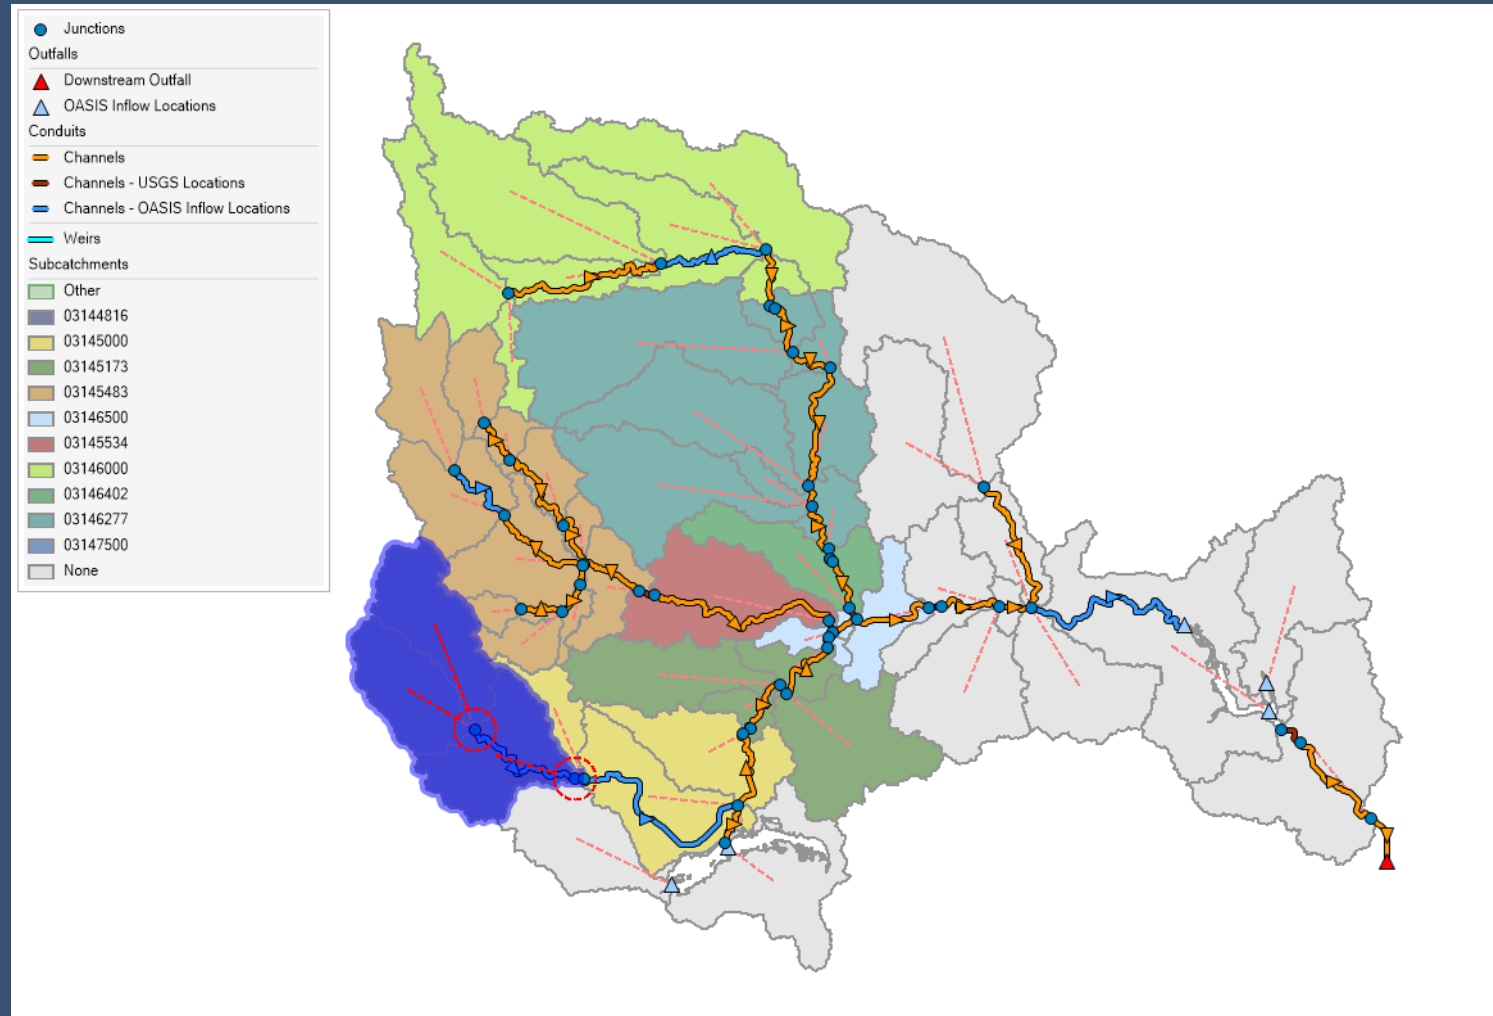 Junctions
Outfalls
Downstream Outfall
OASIS Inflow Locations
Conduits
Channels
Channels - USGS Locations
Channels - OASIS Inflow Locations
Weirs
Subcatchments
Other
03144816
03145000
03145173
03145483
03146500
03145534
03146000
03146402
03146277
03147500
None